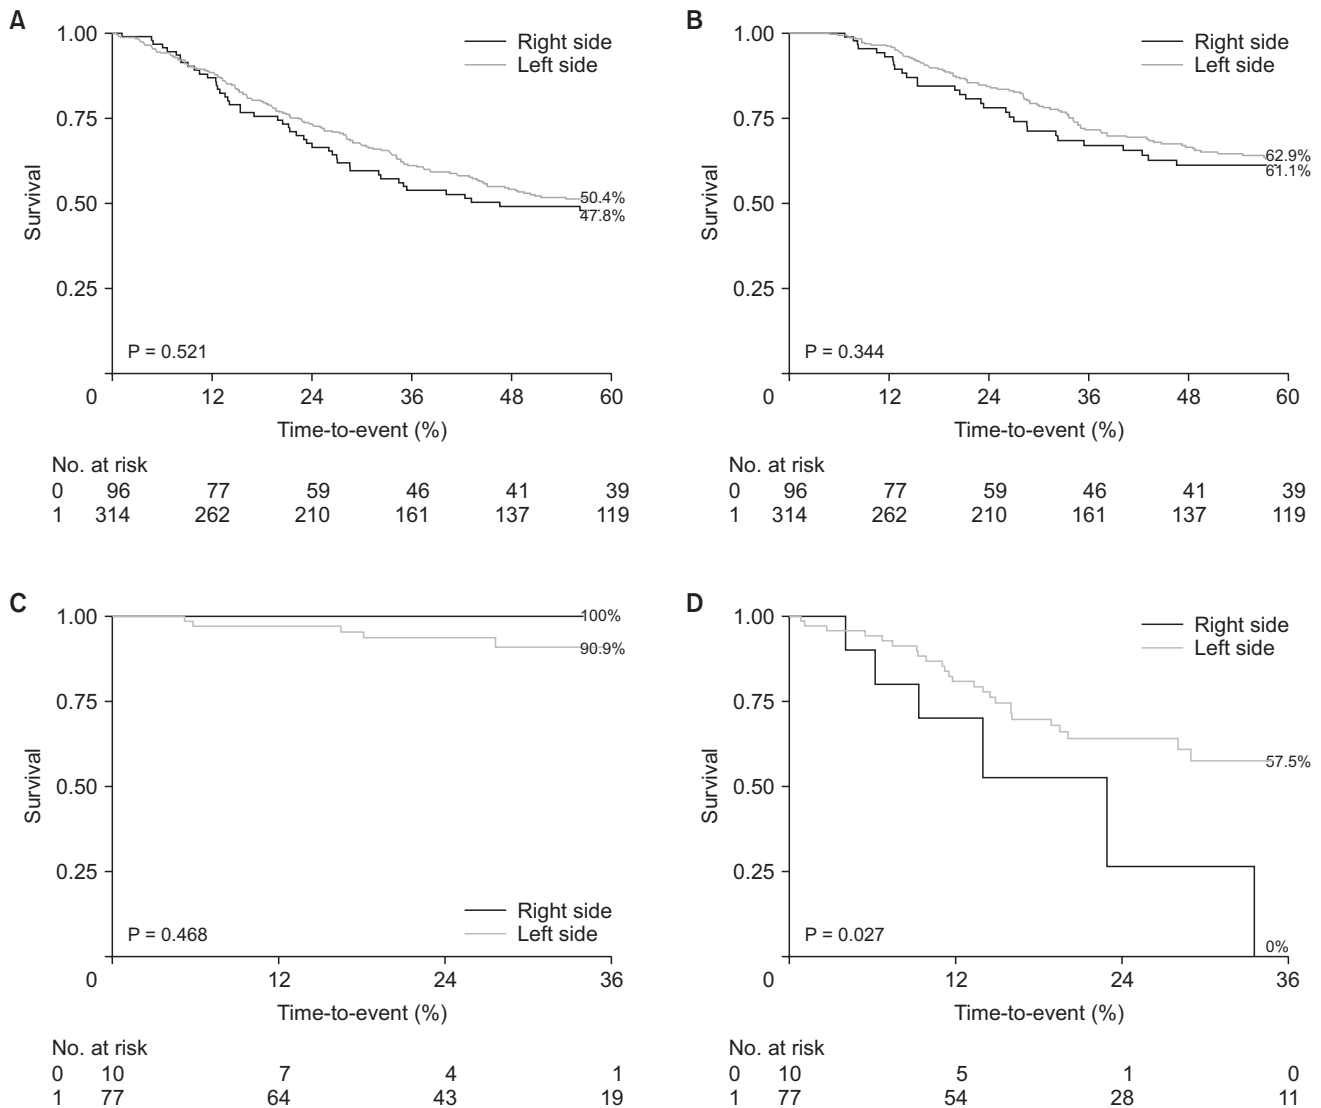 A
1.00
0.75
0.50
0.25
0
Survival
Right side
Left side
50.4%
47.8%
P = 0.521
12 24 36 48 60
Time-to-event (%)
No. at risk
0 96 77 59 46 41 39
1 314 262 210 161 137 119
B
1.00
0.75
0.50
0.25
0
Survival
Right side
Left side
62.9%
61.1%
P = 0.344
12 24 36 48 60
Time-to-event (%)
No. at risk
0 96 77 59 46 41 39
1 314 262 210 161 137 119
C
1.00
0.75
0.50
0.25
0
Survival
100%
90.9%
Right side
Left side
P = 0.468
12 24 36
Time-to-event (%)
No. at risk
0 10 7 4 1
1 77 64 43 19
D
1.00
0.75
0.50
0.25
0
Survival
Right side
Left side
57.5%
0%
P = 0.027
12 24 36
Time-to-event (%)
No. at risk
0 10 5 1 0
1 77 54 28 11